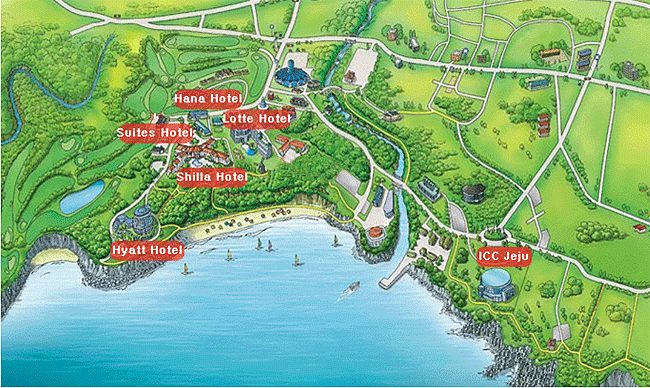 Hana Hotel
Lotte Hotel
Suites Hotel
Shilla Hotel
Hyatt Hotel
ICC Jeju